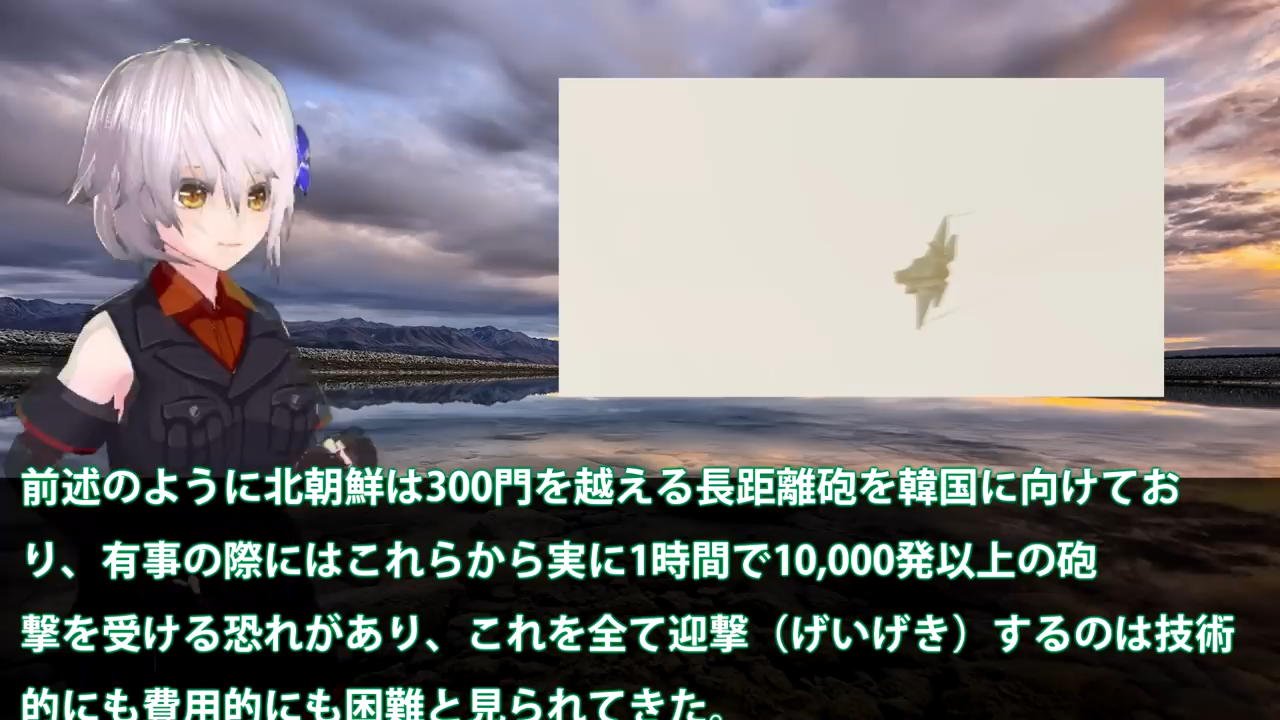 前述のように北朝鮮は300門を越える長距離砲を韓国に向けてお
り、有事の際にはこれらから実に1時間で10,000発以上の砲
撃を受ける恐れがあり、これを全て迎撃（げいげき）するのは技術
的にも費用的にも困難と見られてきた。